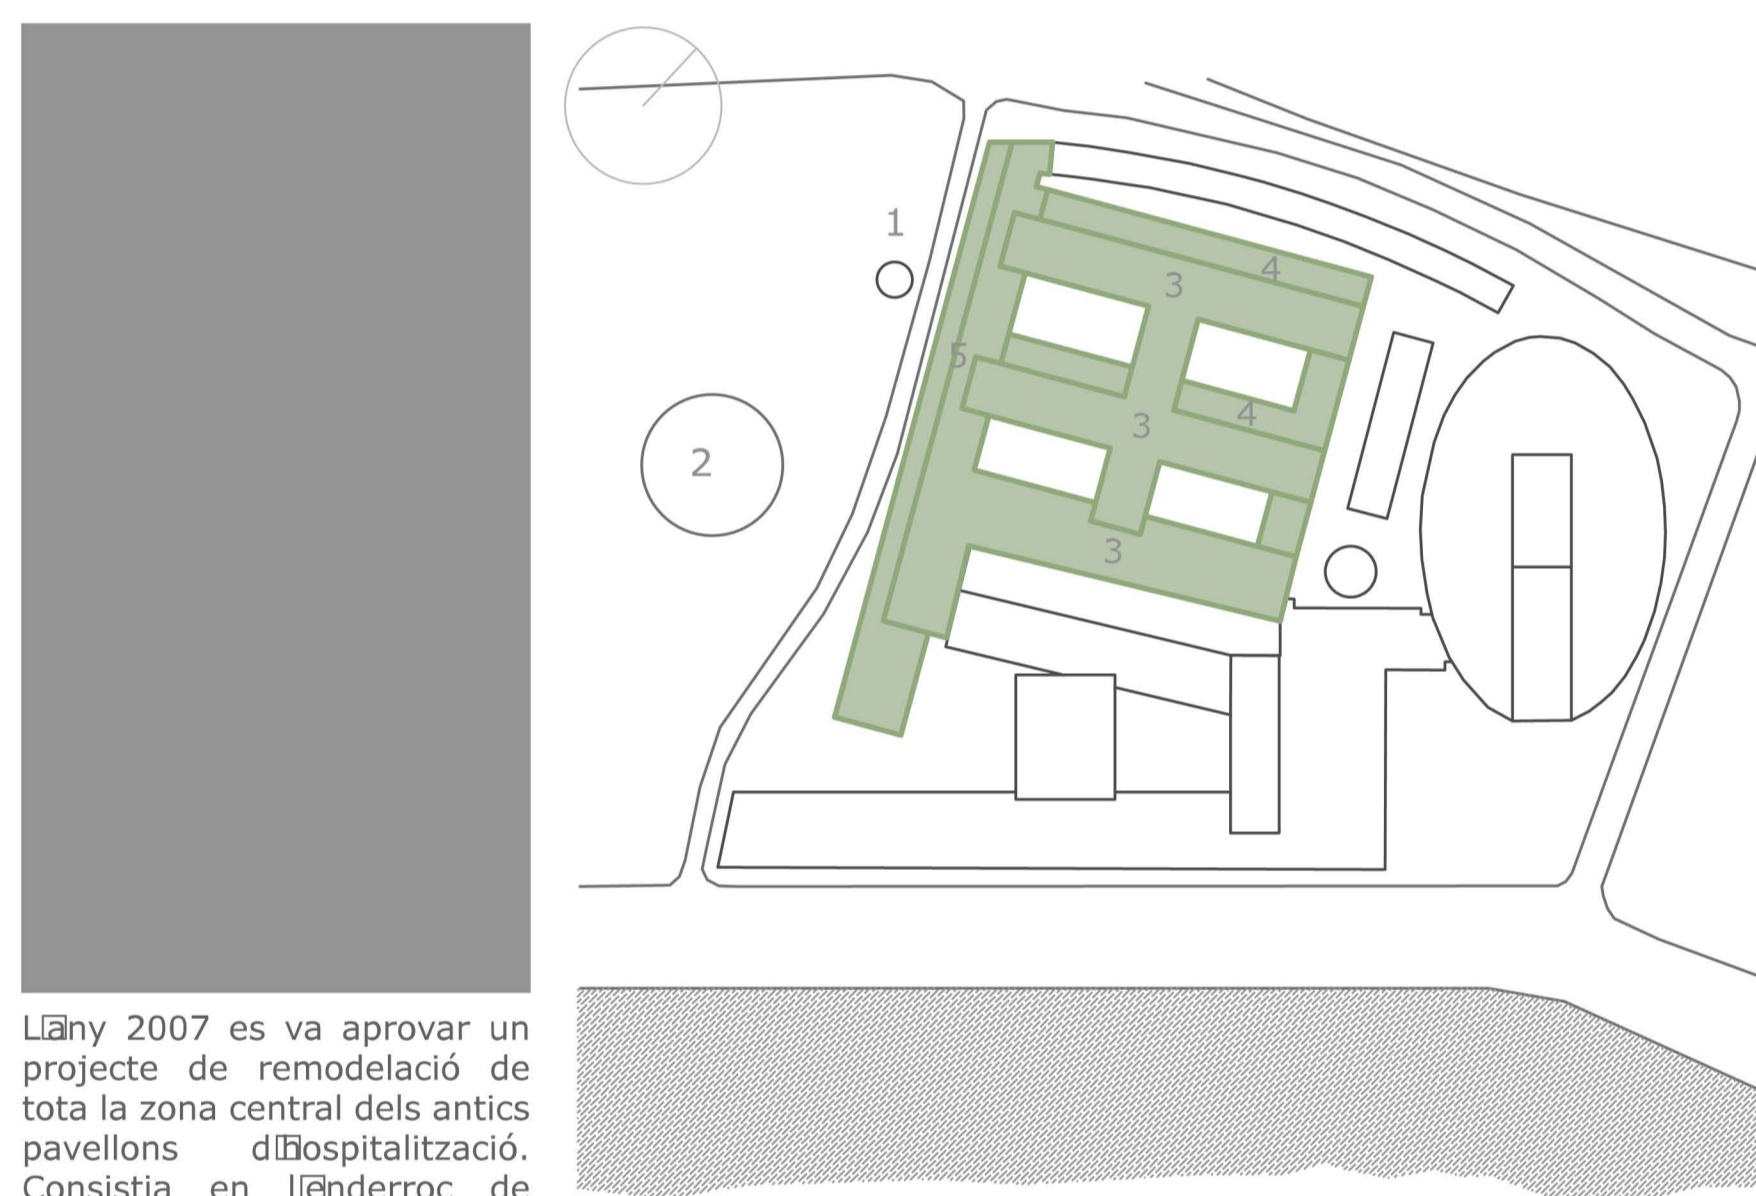 L'any 2007 es va aprovar un
projecte de remodelació de
tota la zona central dels antics
pavellons d'hospitalització.
Consistia en l'enderroc de
1
2
3
4
5
3
4
3